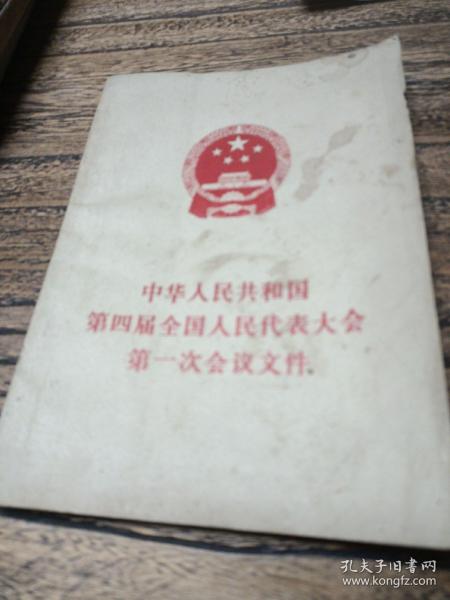 中华人民共和国
第四届全国人民代表大会
第一次会议文件
孔夫子旧书网
www.kongfz.com